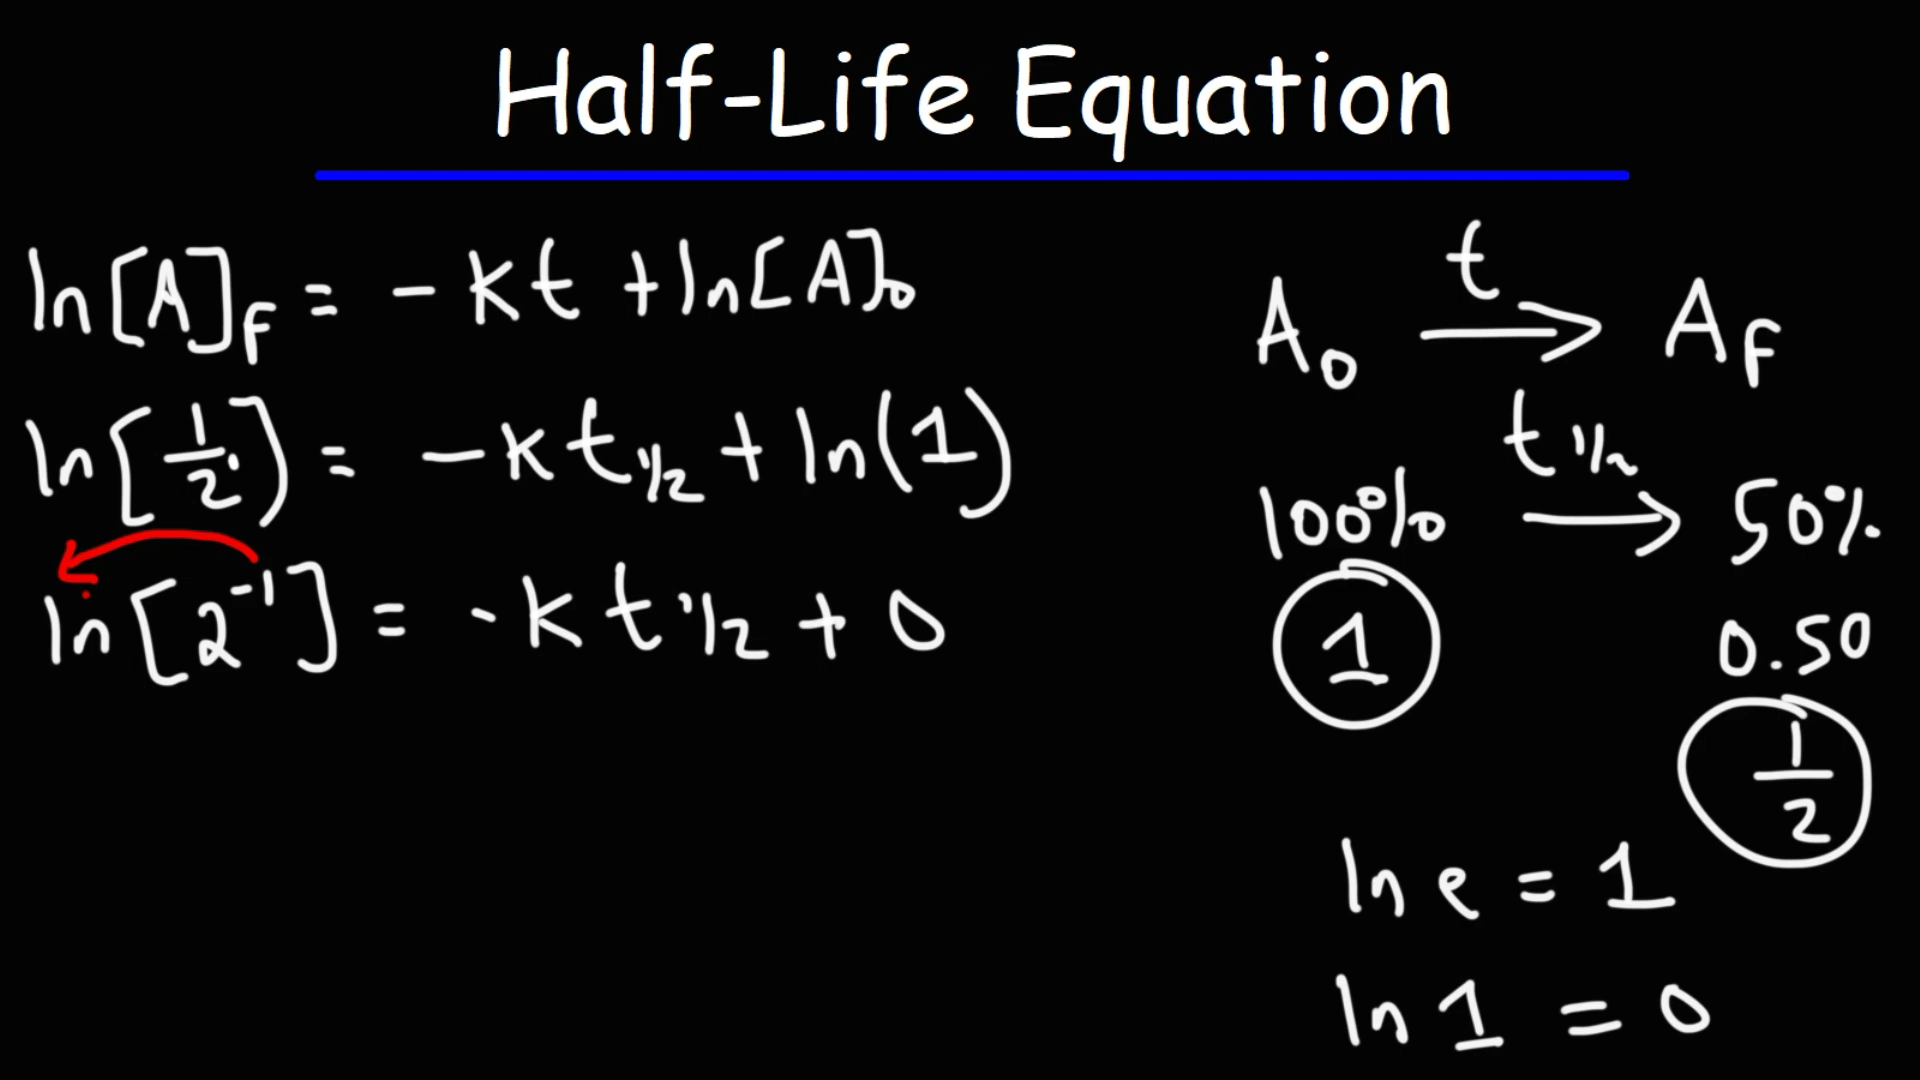 Half-Life Equation
ln[A]F = -kt + ln[A]0
ln[1/2) = -kt1/2 + ln(1)
ln[2⁻¹] = -kt1/2 + 0
t
A0 → AF
t1/2
100% → 50%
1
0.50
1/2
ln e = 1
ln 1 = 0